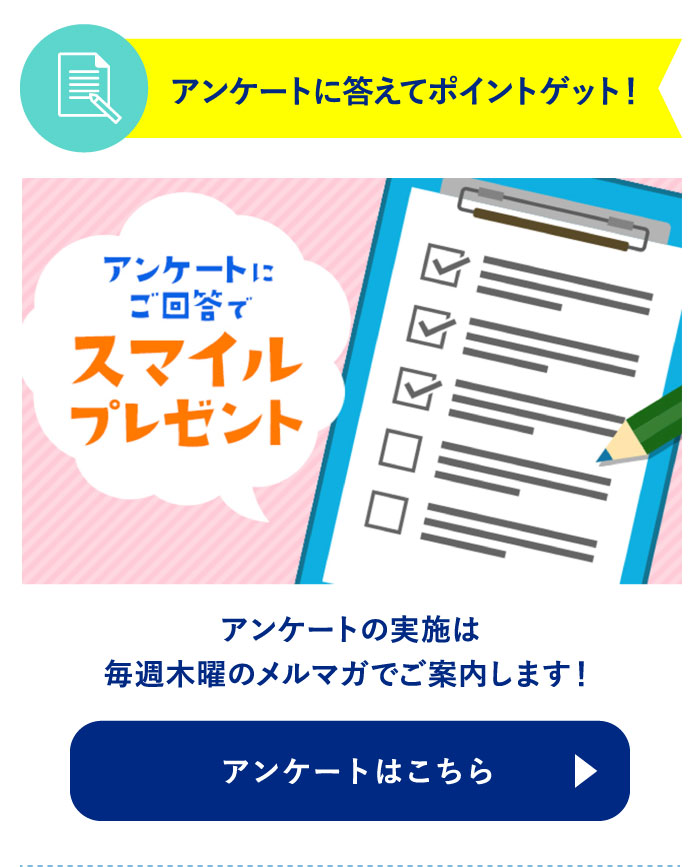 アンケートに答えてポイントゲット！
アンケートに
ご回答で
スマイル
プレゼント
アンケートの実施は
毎週木曜のメルマガでご案内します！
アンケートはこちら